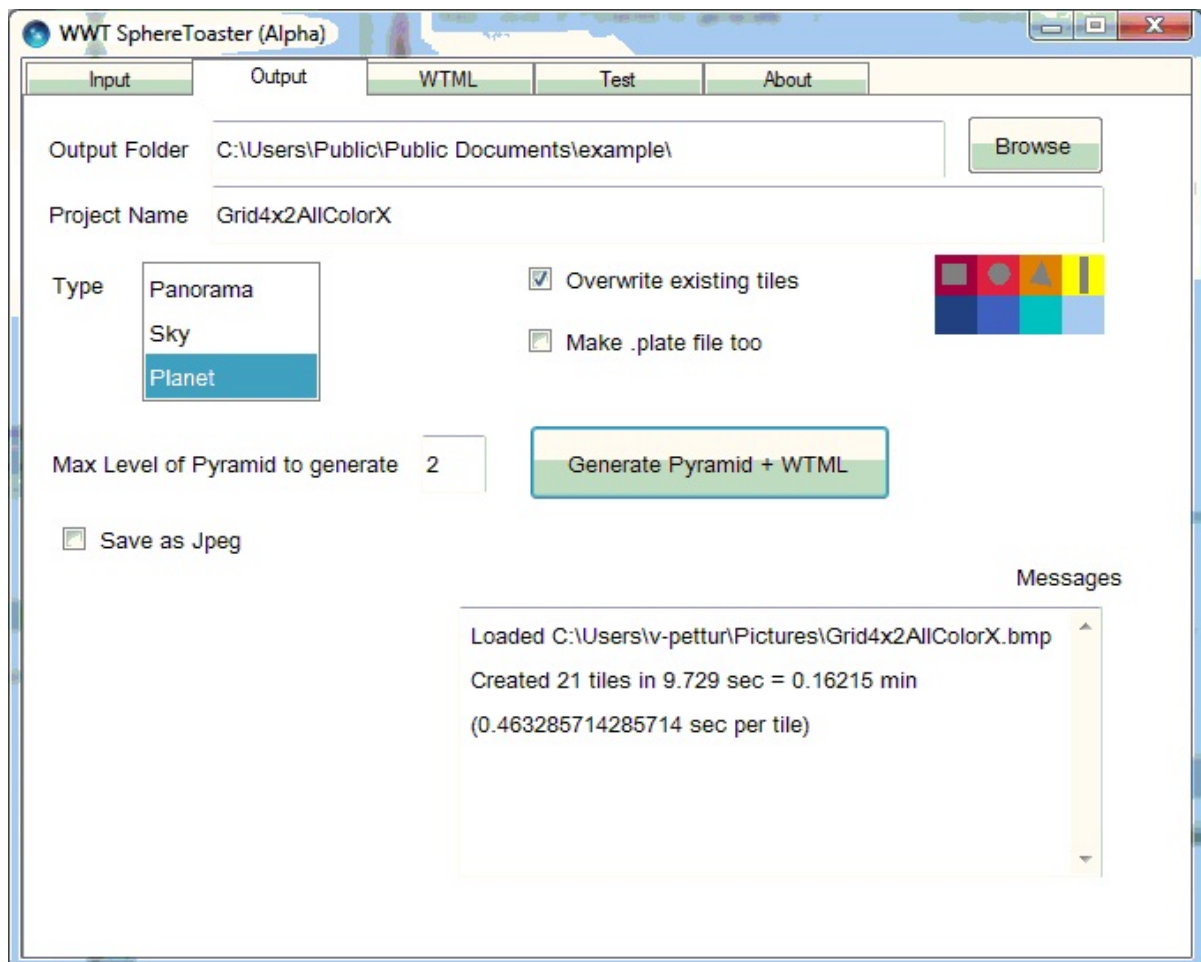 WWT SphereToaster (Alpha)
Input Output WTML Test About
Output Folder C:\Users\Public\Public Documents\example\ Browse
Project Name Grid4x2AllColorX
Type Panorama
Sky
Planet
Overwrite existing tiles
Make .plate file too
Max Level of Pyramid to generate 2 Generate Pyramid + WTML
Save as Jpeg
Messages
Loaded C:\Users\v-pettur\Pictures\Grid4x2AllColorX.bmp
Created 21 tiles in 9.729 sec = 0.16215 min
(0.463285714285714 sec per tile)